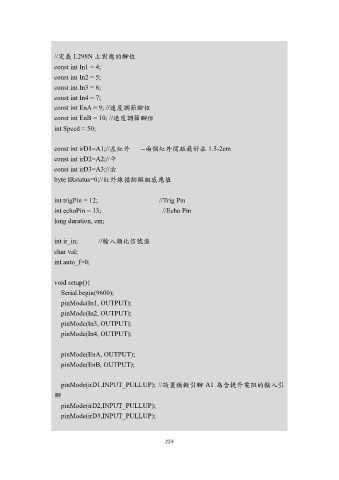 //定義 L298N 上對應的腳位
const int In1 = 4;
const int In2 = 5;
const int In3 = 6;
const int In4 = 7;
const int EnA = 9; //速度調節腳位
const int EnB = 10; //速度調節腳位
int Speed = 50;
const int irD1=A1;//左紅外 --兩個紅外間距最好在 1.5-2cm
const int irD2=A2;//中
const int irD3=A3;//右
byte IRstatus=0;//紅外線循跡模組感應值
int trigPin = 12; //Trig Pin
int echoPin = 13; //Echo Pin
long duration, cm;
int ir_in; //輸入類比信號值
char val;
int auto_f=0;
void setup(){
Serial.begin(9600);
pinMode(In1, OUTPUT);
pinMode(In2, OUTPUT);
pinMode(In3, OUTPUT);
pinMode(In4, OUTPUT);
pinMode(EnA, OUTPUT);
pinMode(EnB, OUTPUT);
pinMode(irD1,INPUT_PULLUP); //設置模擬引腳 A1 為含提升電阻的輸入引
腳
pinMode(irD2,INPUT_PULLUP);
pinMode(irD3,INPUT_PULLUP);
223